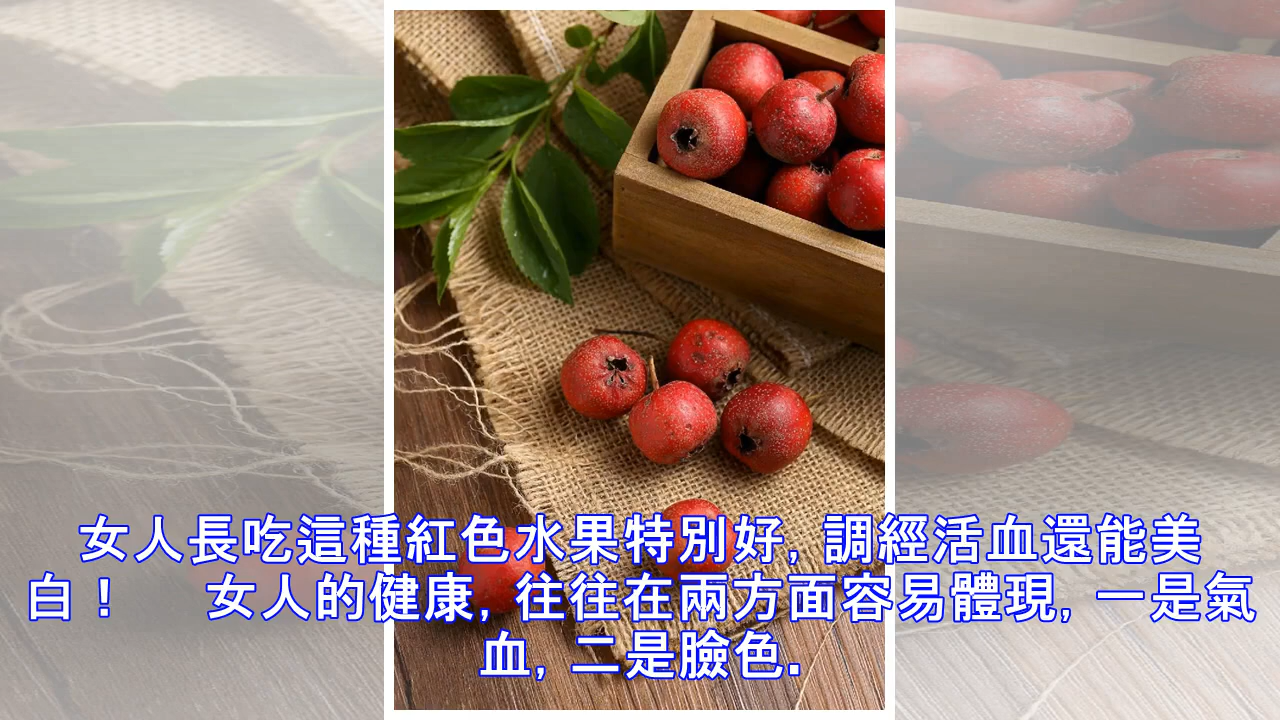 女人長吃這種紅色水果特別好,調經活血還能美
白！　女人的健康,往往在兩方面容易體現,一是氣
血,二是臉色.